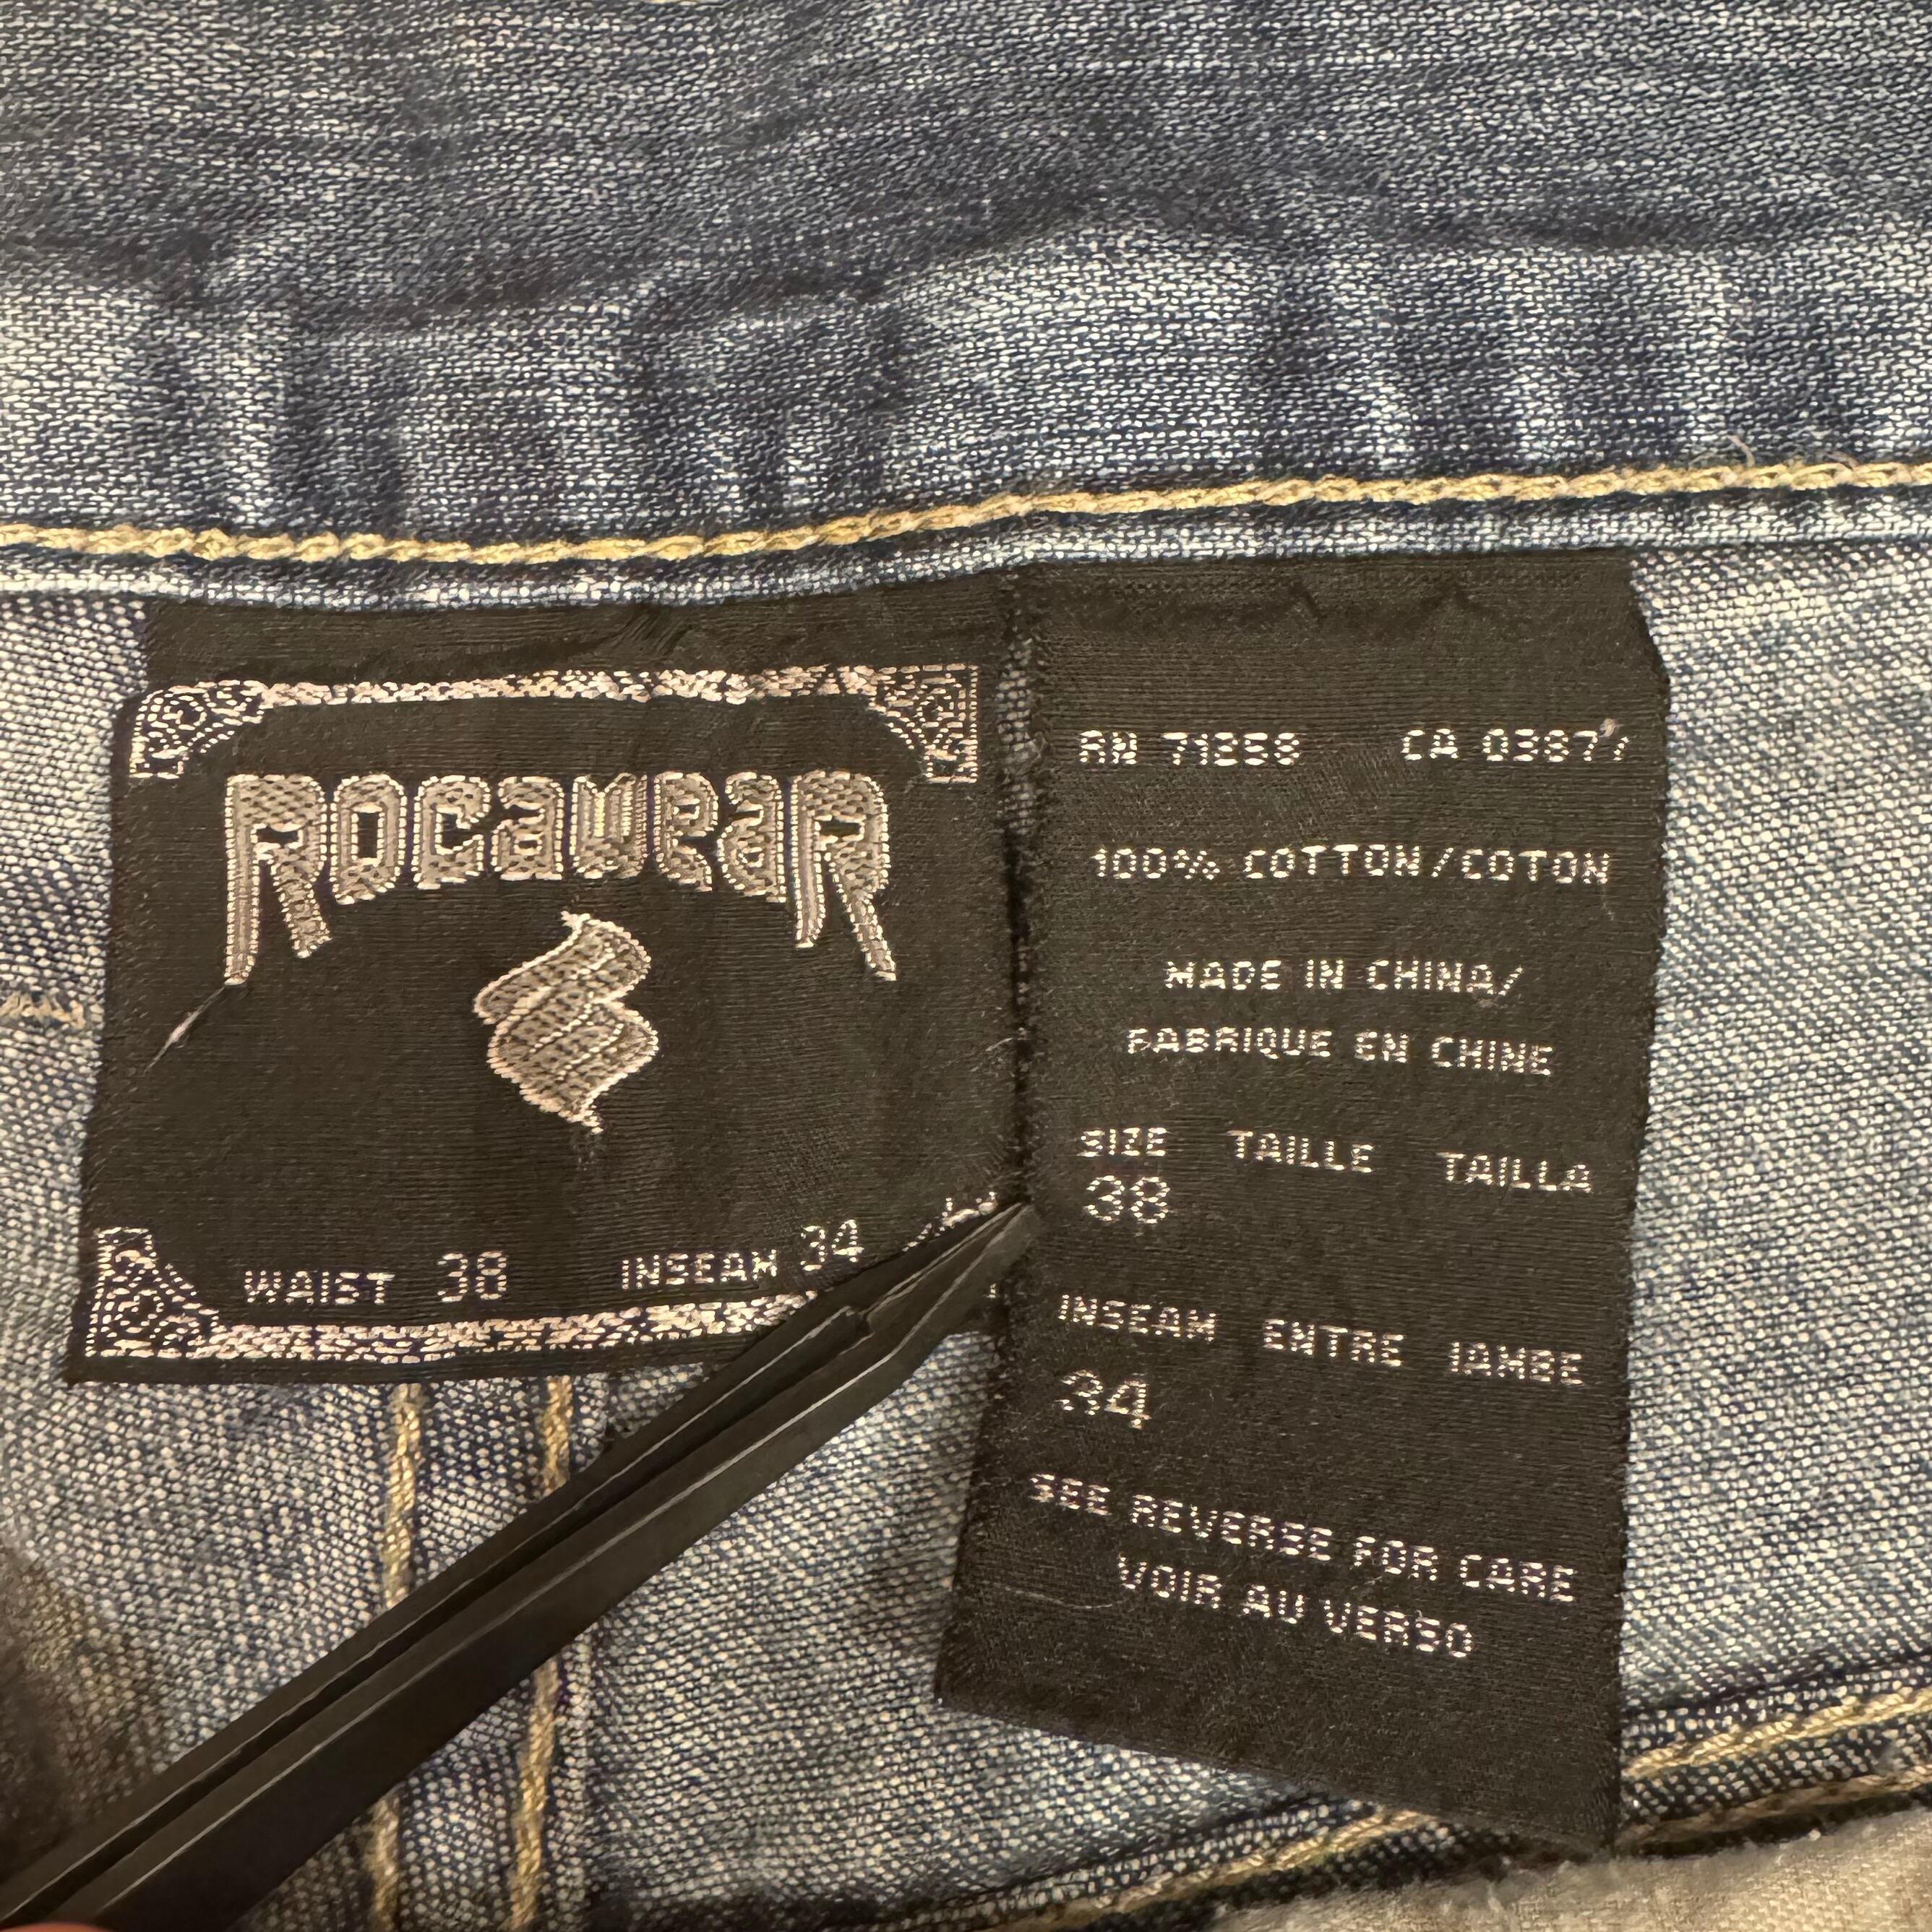 ROCAWEAR
WAIST 38 INSEAM 34
RN 71258 CA 03877
100% COTTON/COTON
MADE IN CHINA/
FABRIQUE EN CHINE
SIZE TAILLE TAILLA
38
INSEAM ENTRE IAMBE
34
SEE REVERSE FOR CARE
VOIR AU VERSO